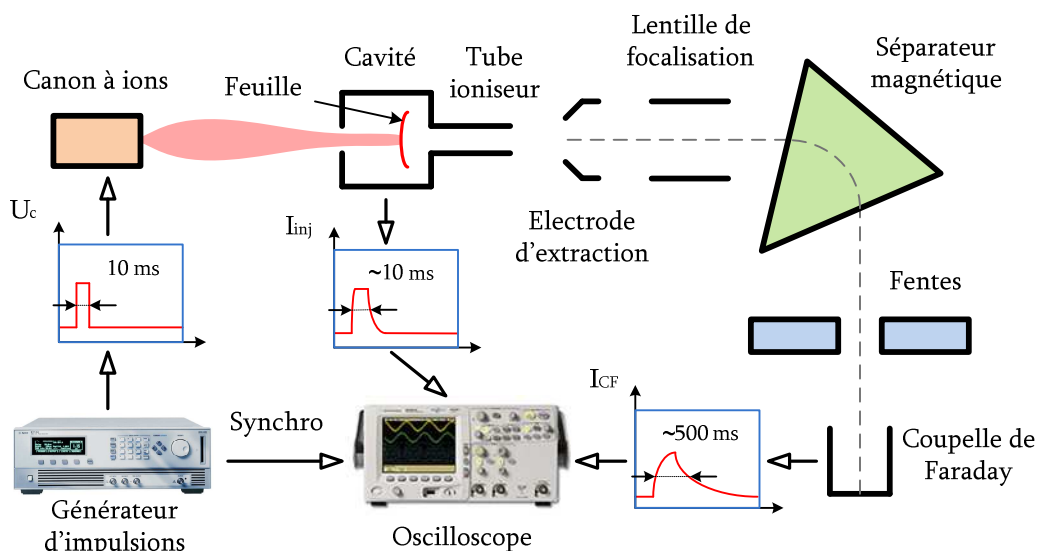 Lentille de
focalisation
Séparateur
magnétique
Cavité
Tube
ioniseur
Canon à ions
Feuille
Uc
10 ms
Iinj
~10 ms
Electrode
d'extraction
Fentes
ICF
~500 ms
Synchro
Coupelle de
Faraday
Générateur
d'impulsions
Oscilloscope